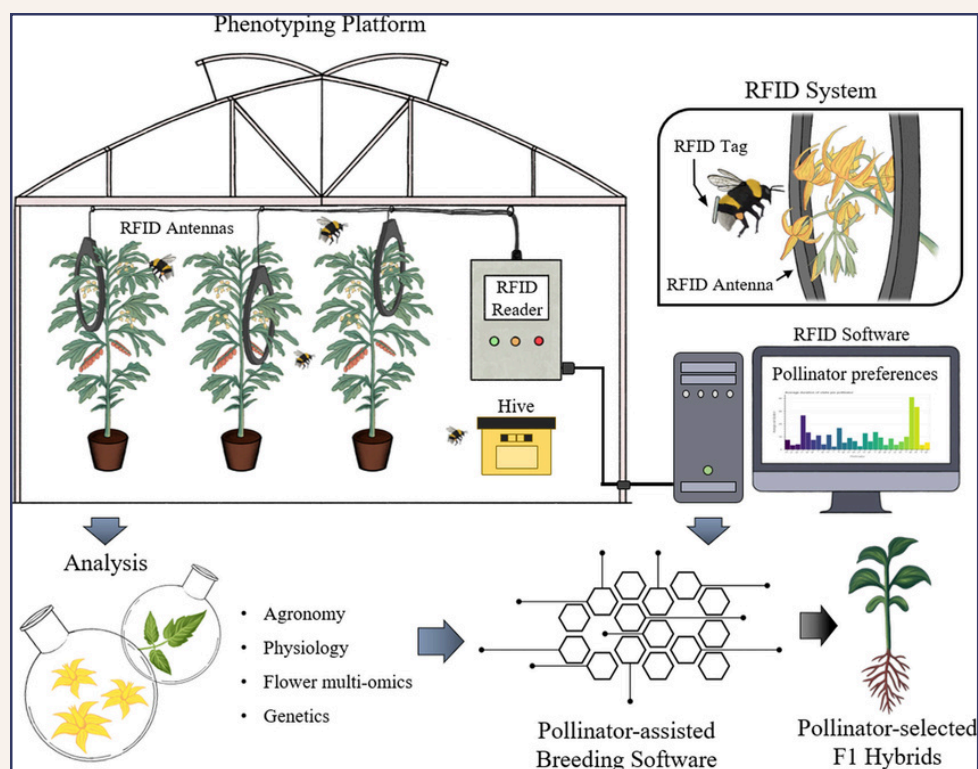 Phenotyping Platform
RFID Antennas
RFID
Reader
Hive
RFID System
RFID Tag
RFID Antenna
RFID Software
Pollinator preferences
Analysis
• Agronomy
• Physiology
• Flower multi-omics
• Genetics
Pollinator-assisted
Breeding Software
Pollinator-selected
F1 Hybrids